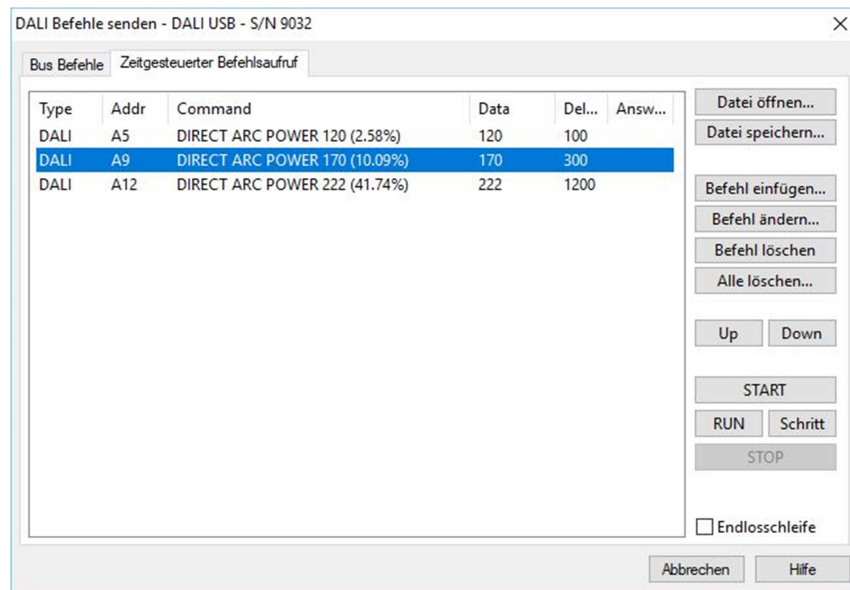 DALI Befehle senden - DALI USB - S/N 9032
Bus Befehle Zeitgesteuerter Befehlsaufruf
Type Addr Command Data Del... Answ...
DALI A5 DIRECT ARC POWER 120 (2.58%) 120 100
DALI A9 DIRECT ARC POWER 170 (10.09%) 170 300
DALI A12 DIRECT ARC POWER 222 (41.74%) 222 1200
Datei öffnen...
Datei speichern...
Befehl einfügen...
Befehl ändern...
Befehl löschen
Alle löschen...
Up Down
START
RUN Schritt
STOP
Endlosschleife
Abbrechen Hilfe